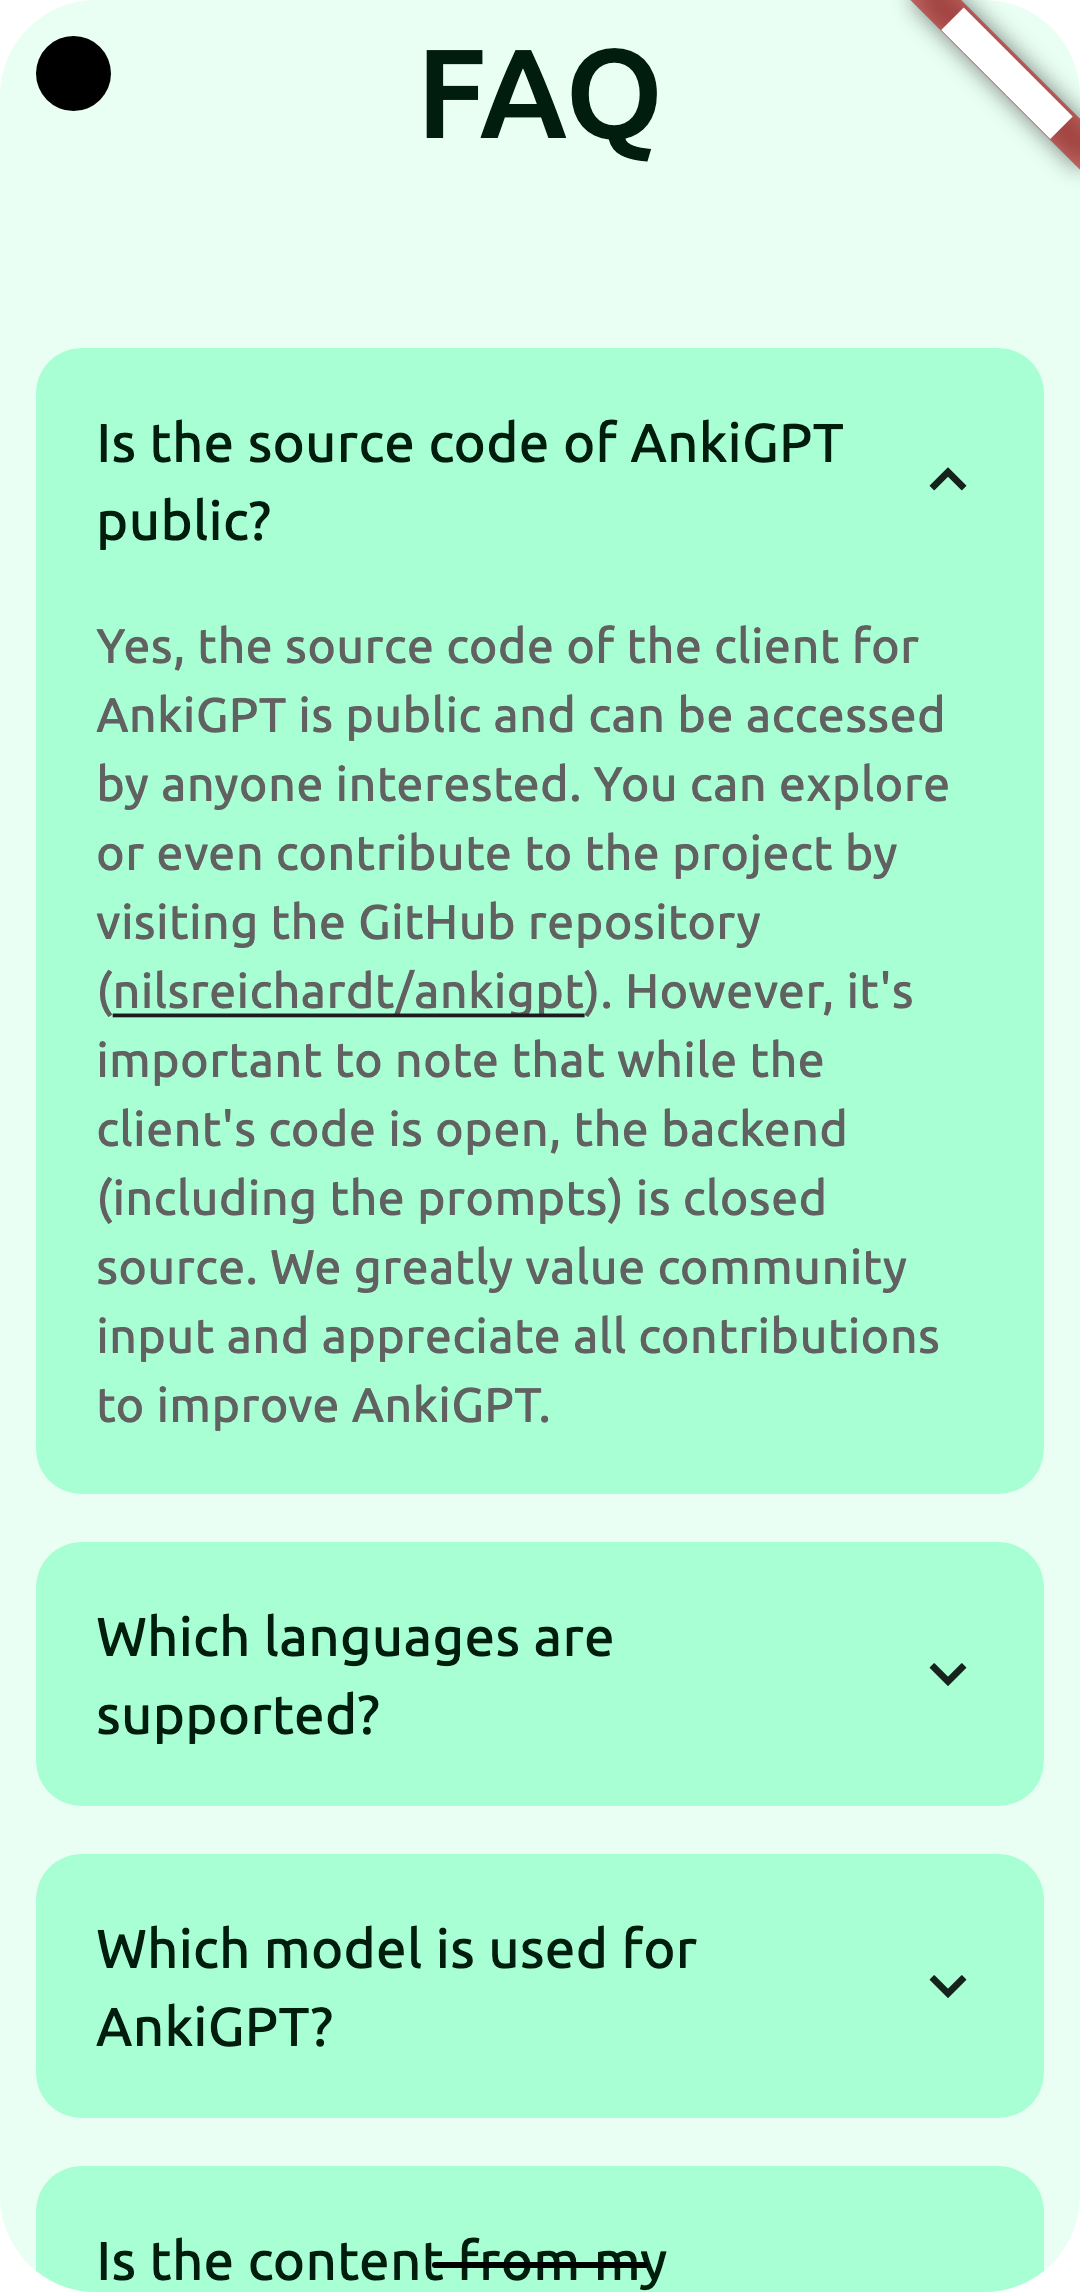 FAQ
Is the source code of AnkiGPT
public?
Yes, the source code of the client for
AnkiGPT is public and can be accessed
by anyone interested. You can explore
or even contribute to the project by
visiting the GitHub repository
(nilsreichardt/ankigpt). However, it's
important to note that while the
client's code is open, the backend
(including the prompts) is closed
source. We greatly value community
input and appreciate all contributions
to improve AnkiGPT.
Which languages are
supported?
Which model is used for
AnkiGPT?
Is the content from my